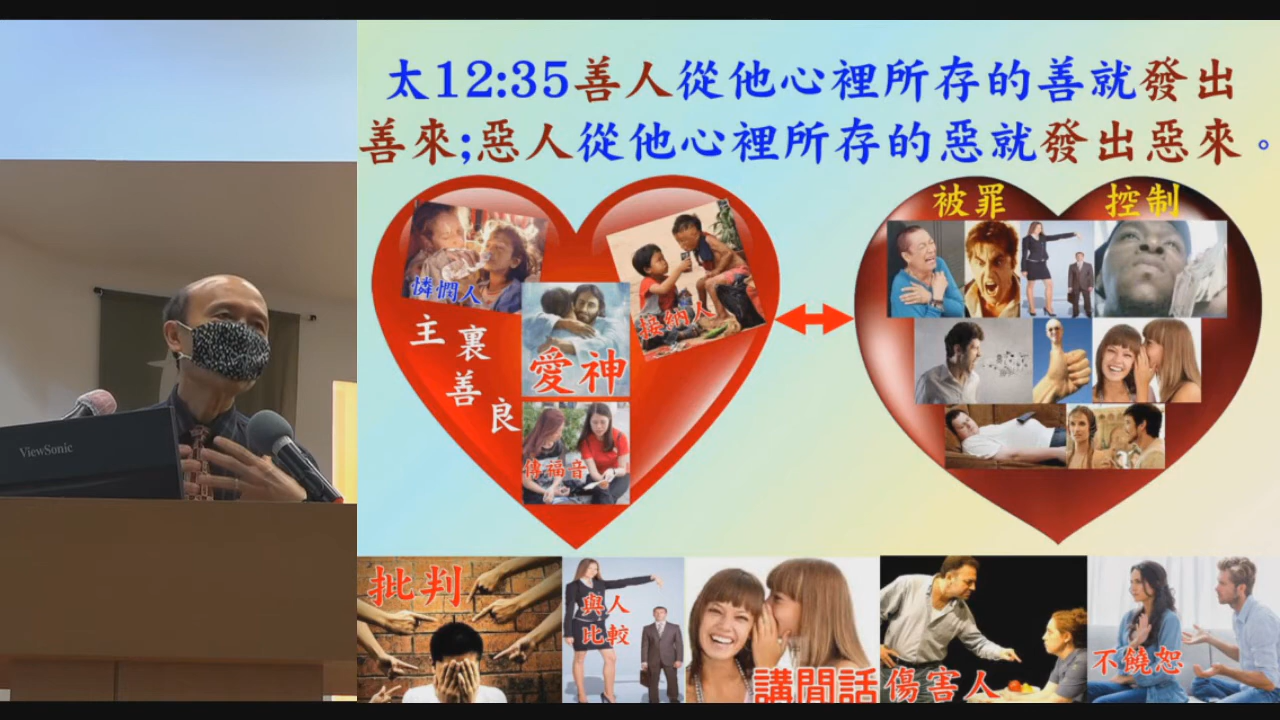 太12:35善人從他心裡所存的善就發出
善來;惡人從他心裡所存的惡就發出惡來。
被罪 控制
憐憫人
接納人
主裏善良
愛神
傳福音
ViewSonic
批判
與人
比較
講閒話
傷害人
不饒恕